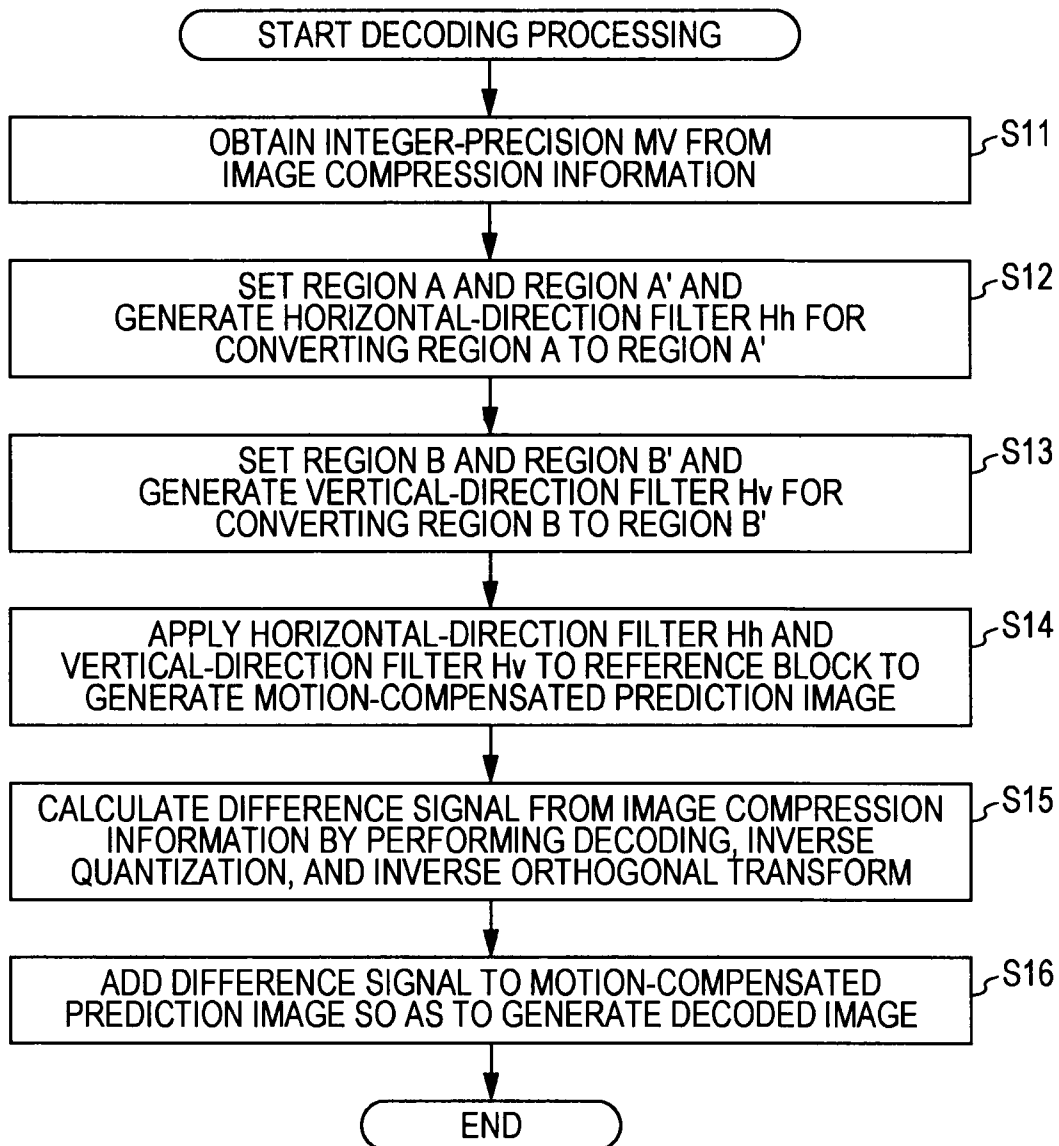 START DECODING PROCESSING
OBTAIN INTEGER-PRECISION MV FROM
IMAGE COMPRESSION INFORMATION
S11
SET REGION A AND REGION A' AND
GENERATE HORIZONTAL-DIRECTION FILTER Hh FOR
CONVERTING REGION A TO REGION A'
S12
SET REGION B AND REGION B' AND
GENERATE VERTICAL-DIRECTION FILTER Hv FOR
CONVERTING REGION B TO REGION B'
S13
APPLY HORIZONTAL-DIRECTION FILTER Hh AND
VERTICAL-DIRECTION FILTER Hv TO REFERENCE BLOCK TO
GENERATE MOTION-COMPENSATED PREDICTION IMAGE
S14
CALCULATE DIFFERENCE SIGNAL FROM IMAGE COMPRESSION
INFORMATION BY PERFORMING DECODING, INVERSE
QUANTIZATION, AND INVERSE ORTHOGONAL TRANSFORM
S15
ADD DIFFERENCE SIGNAL TO MOTION-COMPENSATED
PREDICTION IMAGE SO AS TO GENERATE DECODED IMAGE
S16
END